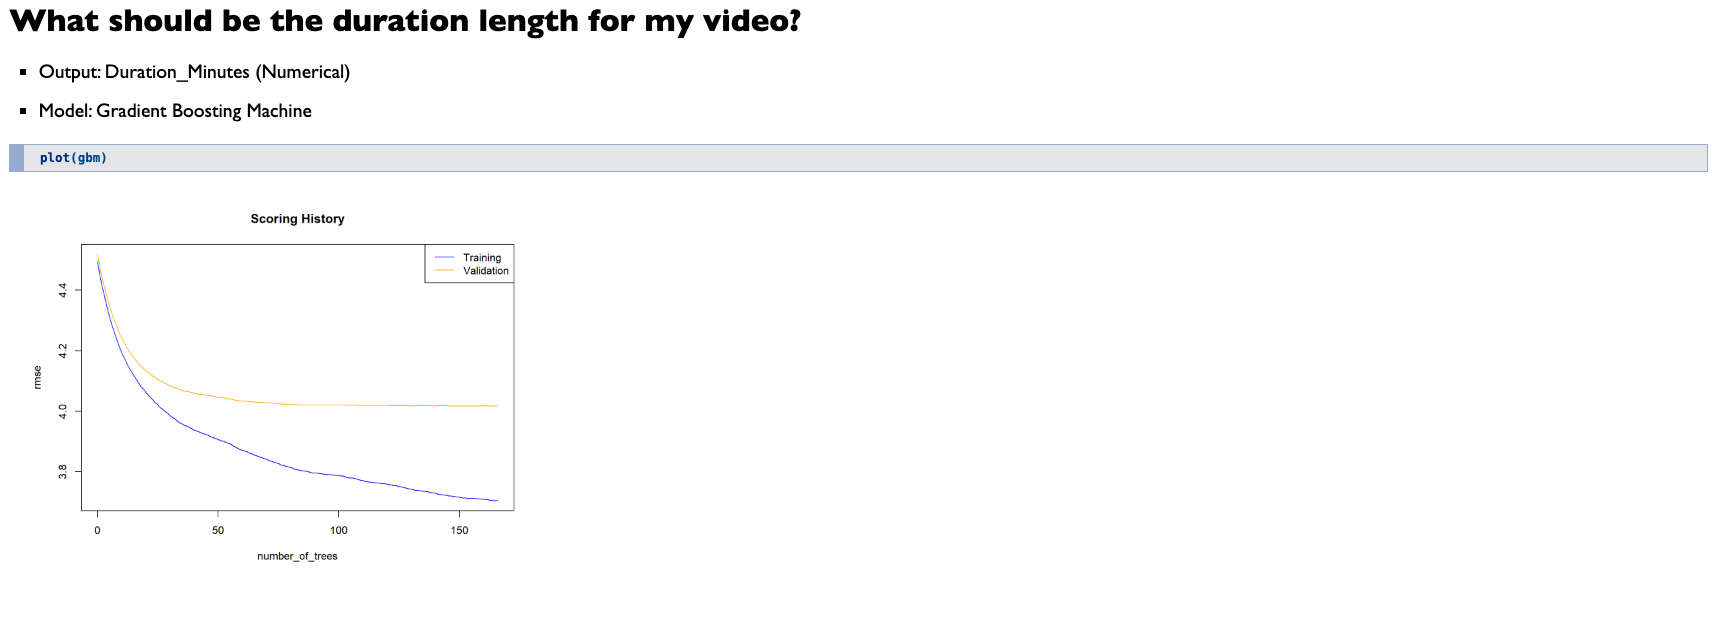 What should be the duration length for my video?
Output: Duration_Minutes (Numerical)
Model: Gradient Boosting Machine
plot(gbm)
Scoring History
Training
Validation
rmse
4.4
4.2
4.0
3.8
0 50 100 150
number_of_trees